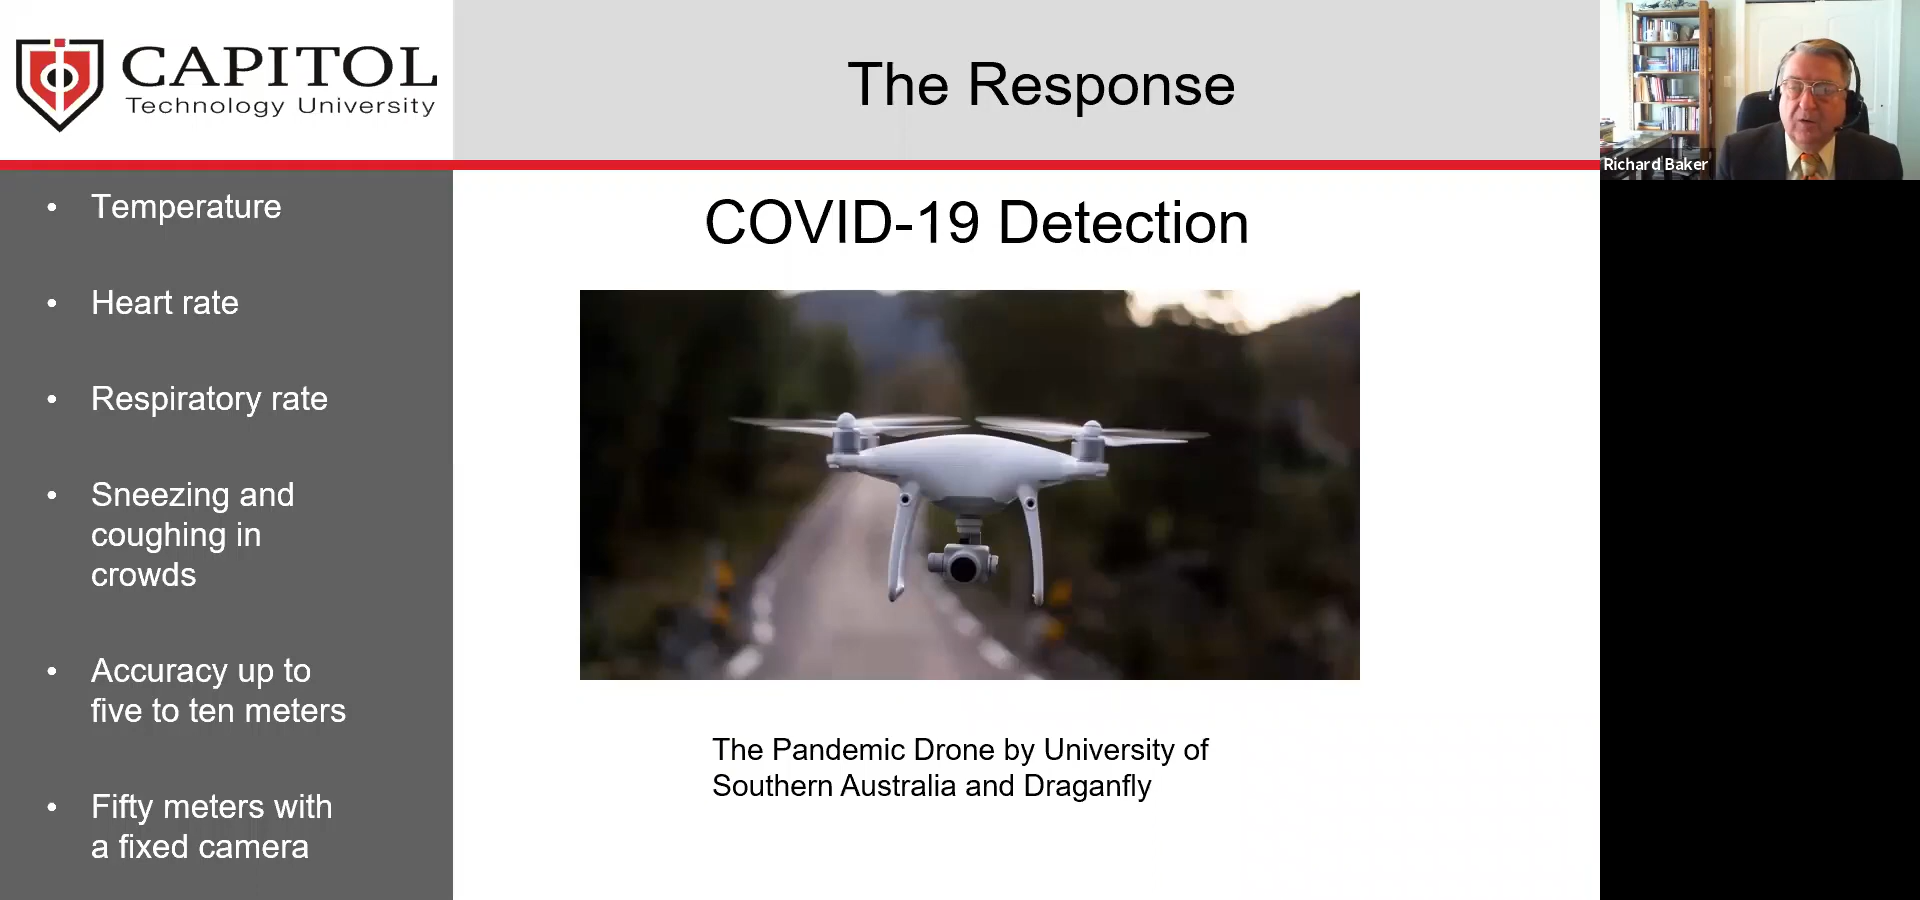 CAPITOL
Technology University
The Response
Richard Baker
• Temperature
• Heart rate
• Respiratory rate
• Sneezing and
coughing in
crowds
• Accuracy up to
five to ten meters
• Fifty meters with
a fixed camera
COVID-19 Detection
The Pandemic Drone by University of
Southern Australia and Draganfly